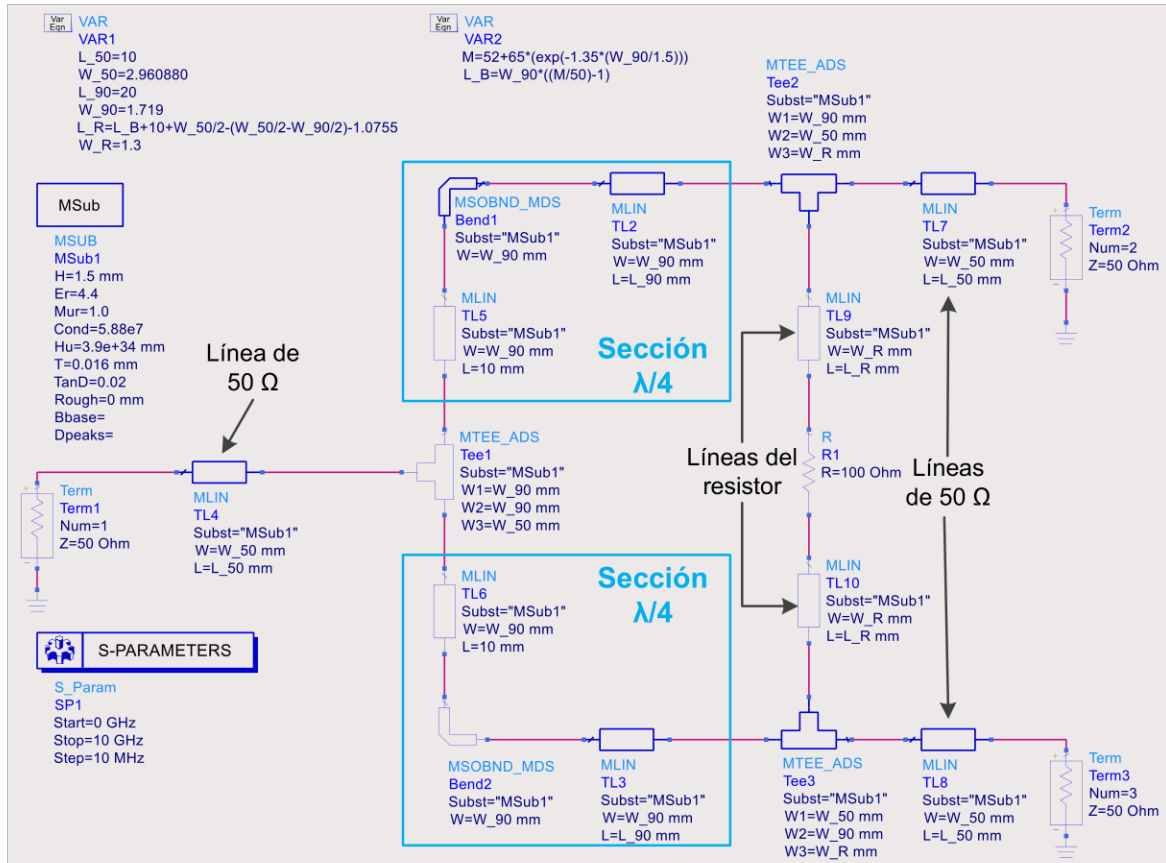 Var
Eqn
VAR
VAR1
L_50=10
W_50=2.960880
L_90=20
W_90=1.719
L_R=L_B+10+W_50/2-(W_50/2-W_90/2)-1.0755
W_R=1.3
Var
Eqn
VAR
VAR2
M=52+65*(exp(-1.35*(W_90/1.5)))
L_B=W_90*((M/50)-1)
MTEE_ADS
Tee2
Subst="MSub1"
W1=W_90 mm
W2=W_50 mm
W3=W_R mm
MSub
MSUB
MSub1
H=1.5 mm
Er=4.4
Mur=1.0
Cond=5.88e7
Hu=3.9e+34 mm
T=0.016 mm
TanD=0.02
Rough=0 mm
Bbase=
Dpeaks=
MSOBND_MDS
Bend1
Subst="MSub1"
W=W_90 mm
MLIN
TL2
Subst="MSub1"
W=W_90 mm
L=L_90 mm
MLIN
TL7
Subst="MSub1"
W=W_50 mm
L=L_50 mm
Term
Term2
Num=2
Z=50 Ohm
MLIN
TL5
Subst="MSub1"
W=W_90 mm
L=10 mm
Sección
λ/4
MLIN
TL9
Subst="MSub1"
W=W_R mm
L=L_R mm
Línea de
50 Ω
MTEE_ADS
Tee1
Subst="MSub1"
W1=W_90 mm
W2=W_90 mm
W3=W_50 mm
Líneas del
resistor
R
R1
R=100 Ohm
Líneas
de 50 Ω
Term
Term1
Num=1
Z=50 Ohm
MLIN
TL4
Subst="MSub1"
W=W_50 mm
L=L_50 mm
MLIN
TL6
Subst="MSub1"
W=W_90 mm
L=10 mm
Sección
λ/4
MLIN
TL10
Subst="MSub1"
W=W_R mm
L=L_R mm
S-PARAMETERS
S_Param
SP1
Start=0 GHz
Stop=10 GHz
Step=10 MHz
MSOBND_MDS
Bend2
Subst="MSub1"
W=W_90 mm
MLIN
TL3
Subst="MSub1"
W=W_90 mm
L=L_90 mm
MTEE_ADS
Tee3
Subst="MSub1"
W1=W_50 mm
W2=W_90 mm
W3=W_R mm
MLIN
TL8
Subst="MSub1"
W=W_50 mm
L=L_50 mm
Term
Term3
Num=3
Z=50 Ohm